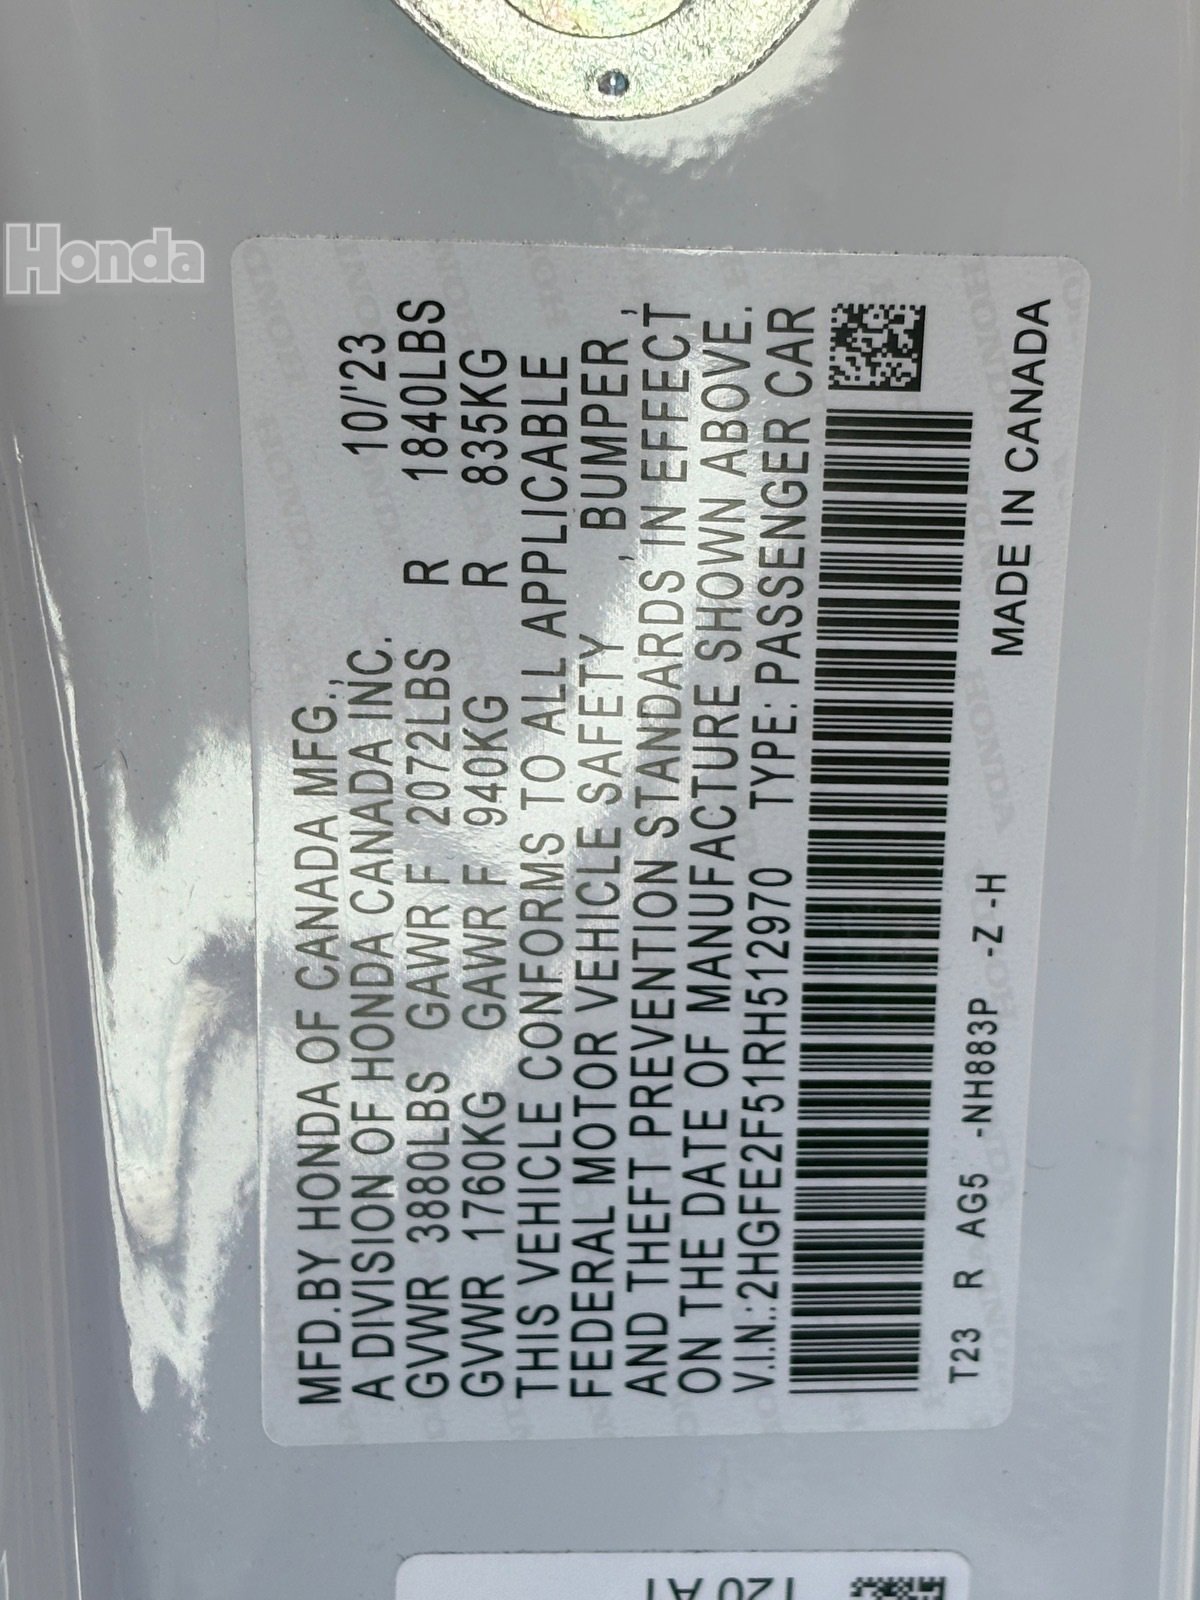 Honda
MFD.BY HONDA OF CANADA MFG.,
A DIVISION OF HONDA CANADA INC. 10/'23
GVWR 3880LBS GAWR F 2072LBS R 1840LBS
GVWR 1760KG GAWR F 940KG R 835KG
THIS VEHICLE CONFORMS TO ALL APPLICABLE
FEDERAL MOTOR VEHICLE SAFETY , BUMPER ,
AND THEFT PREVENTION STANDARDS IN EFFECT
ON THE DATE OF MANUFACTURE SHOWN ABOVE.
V.I.N.:2HGFE2F51RH512970 TYPE: PASSENGER CAR
T23 R AG5 -NH883P -Z -H MADE IN CANADA